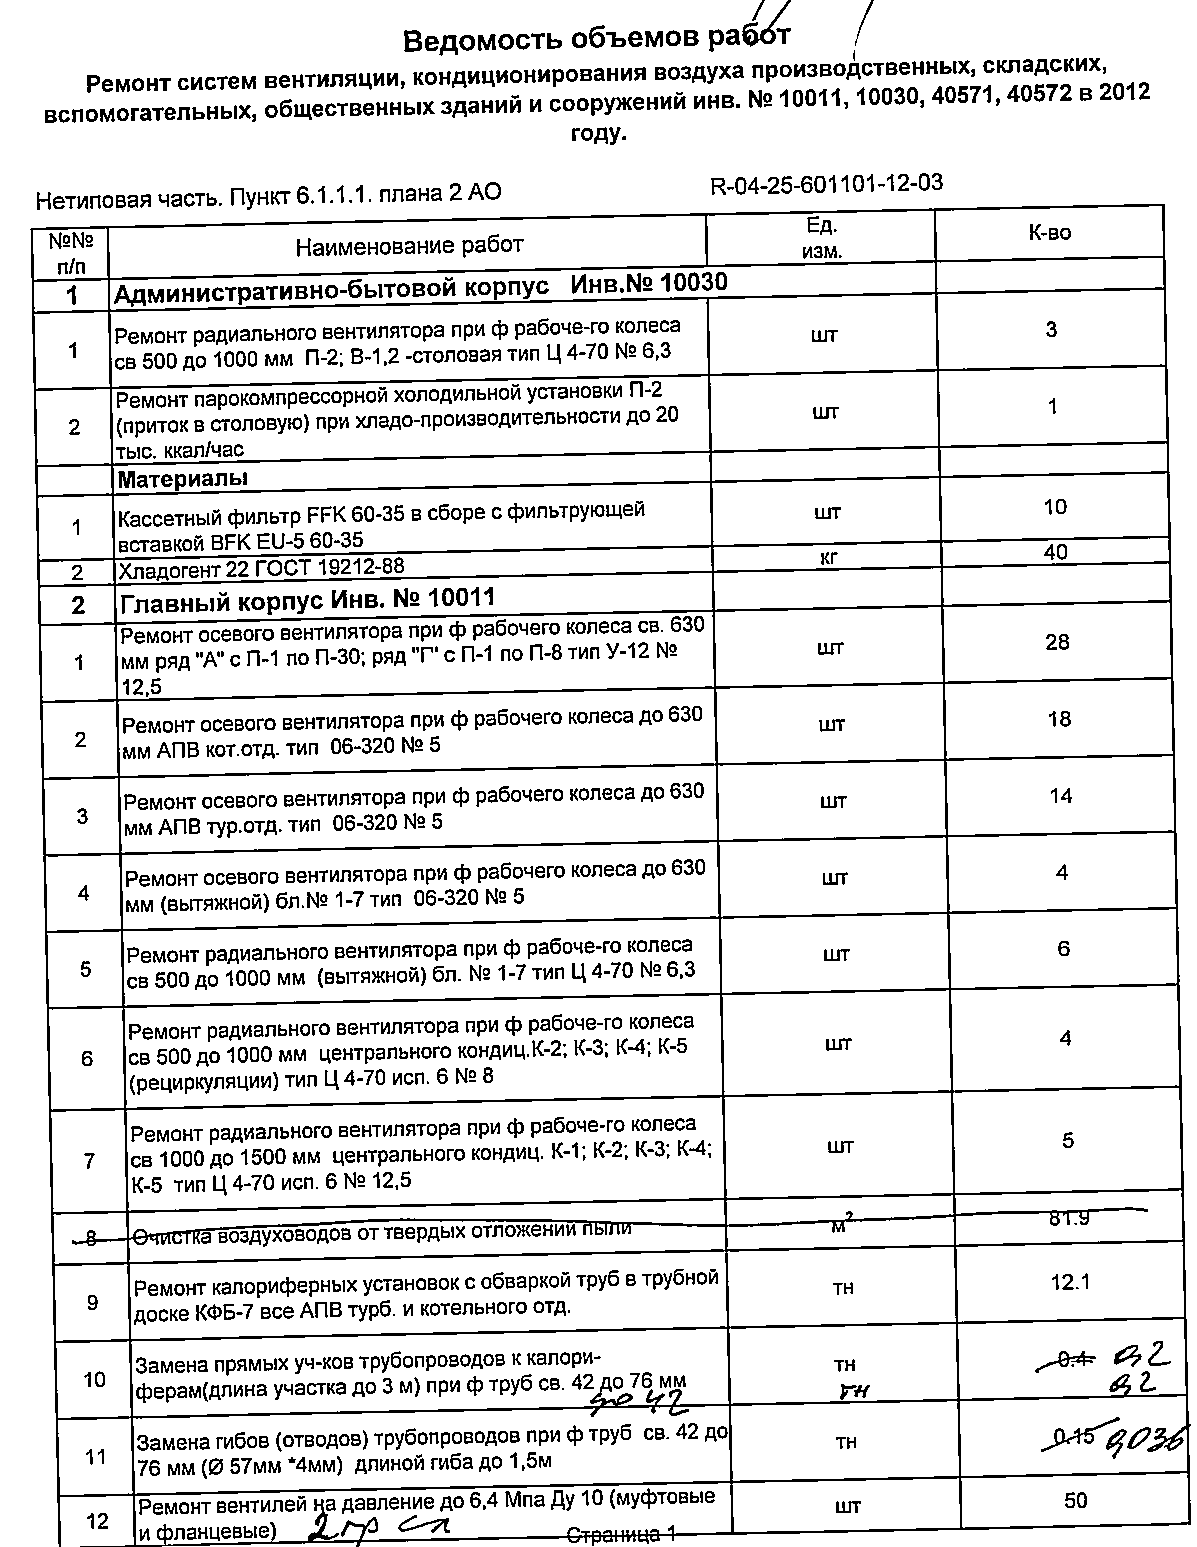 Ведомость объемов работ
Ремонт систем вентиляции, кондиционирования воздуха производственных, складских,
вспомогательных, общественных зданий и сооружений инв. № 10011, 10030, 40571, 40572 в 2012
году.
Нетиповая часть. Пункт 6.1.1.1. плана 2 АО R-04-25-601101-12-03
№№ п/п Наименование работ Ед. изм. К-во
1 Административно-бытовой корпус Инв.№ 10030
1 Ремонт радиального вентилятора при ф рабоче-го колеса шт 3
св 500 до 1000 мм П-2; В-1,2 -столовая тип Ц 4-70 № 6,3
Ремонт парокомпрессорной холодильной установки П-2
2 (приток в столовую) при хладо-производительности до 20 шт 1
тыс. ккал/час
Материалы
1 Кассетный фильтр FFK 60-35 в сборе с фильтрующей шт 10
вставкой BFK EU-5 60-35
2 Хладогент 22 ГОСТ 19212-88 кг 40
2 Главный корпус Инв. № 10011
Ремонт осевого вентилятора при ф рабочего колеса св. 630
1 мм ряд "А" с П-1 по П-30; ряд "Г" с П-1 по П-8 тип У-12 № шт 28
12,5
2 Ремонт осевого вентилятора при ф рабочего колеса до 630 шт 18
мм АПВ кот.отд. тип 06-320 № 5
3 Ремонт осевого вентилятора при ф рабочего колеса до 630 шт 14
мм АПВ тур.отд. тип 06-320 № 5
4 Ремонт осевого вентилятора при ф рабочего колеса до 630 шт 4
мм (вытяжной) бл.№ 1-7 тип 06-320 № 5
5 Ремонт радиального вентилятора при ф рабоче-го колеса шт 6
св 500 до 1000 мм (вытяжной) бл. № 1-7 тип Ц 4-70 № 6,3
Ремонт радиального вентилятора при ф рабоче-го колеса
6 св 500 до 1000 мм центрального кондиц.К-2; К-3; К-4; К-5 шт 4
(рециркуляции) тип Ц 4-70 исп. 6 № 8
Ремонт радиального вентилятора при ф рабоче-го колеса
7 св 1000 до 1500 мм центрального кондиц. К-1; К-2; К-3; К-4; шт 5
К-5 тип Ц 4-70 исп. 6 № 12,5
8 Очистка воздуховодов от твердых отложений пыли м² 81.9
9 Ремонт калориферных установок с обваркой труб в трубной тн 12.1
доске КФБ-7 все АПВ турб. и котельного отд.
10 Замена прямых уч-ков трубопроводов к калори- тн 0.4 0,2
ферам(длина участка до 3 м) при ф труб св. 42 до 76 мм тн 0,2
до 42
11 Замена гибов (отводов) трубопроводов при ф труб св. 42 до тн 0.15 0,036
76 мм (Ø 57мм *4мм) длиной гиба до 1,5м
12 Ремонт вентилей на давление до 6,4 Мпа Ду 10 (муфтовые шт 50
и фланцевые) 2 гр сл
Страница 1